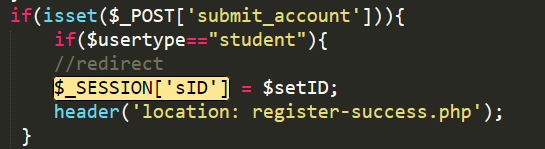 if(isset($_POST['submit_account'])){
if($usertype=="student"){
//redirect
$_SESSION['sID'] = $setID;
header('location: register-success.php');
}